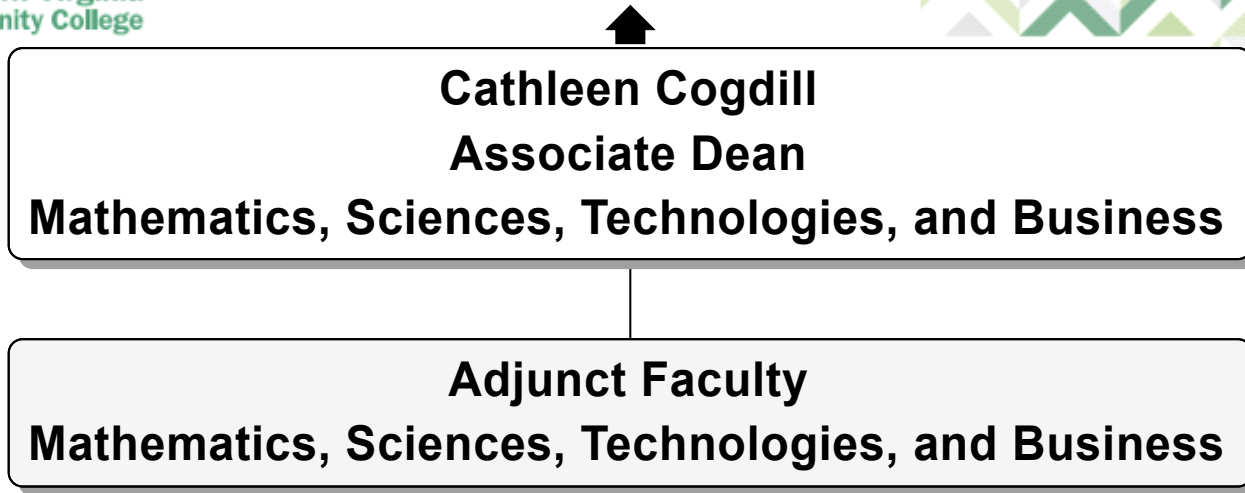 nity College
Cathleen Cogdill
Associate Dean
Mathematics, Sciences, Technologies, and Business
Adjunct Faculty
Mathematics, Sciences, Technologies, and Business